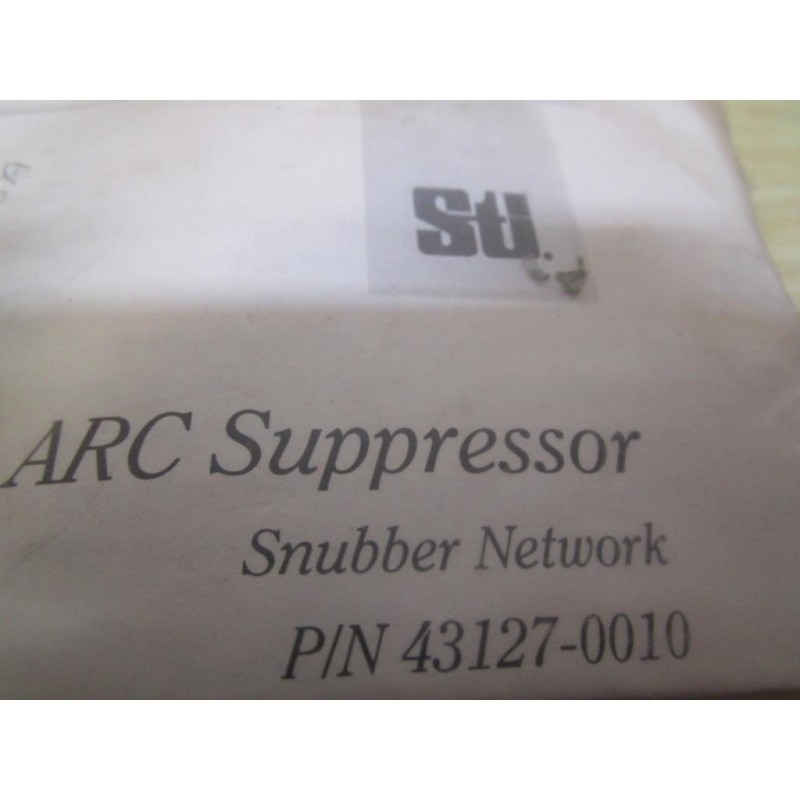 Sti
ARC Suppressor
Snubber Network
P/N 43127-0010